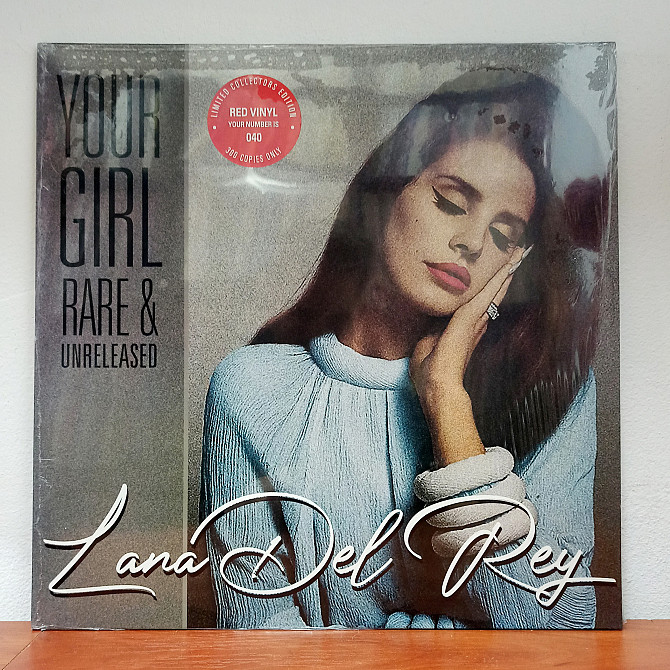 YOUR
GIRL
RARE &
UNRELEASED
LIMITED COLLECTORS EDITION
RED VINYL
YOUR NUMBER IS
040
300 COPIES ONLY
Lana Del Rey